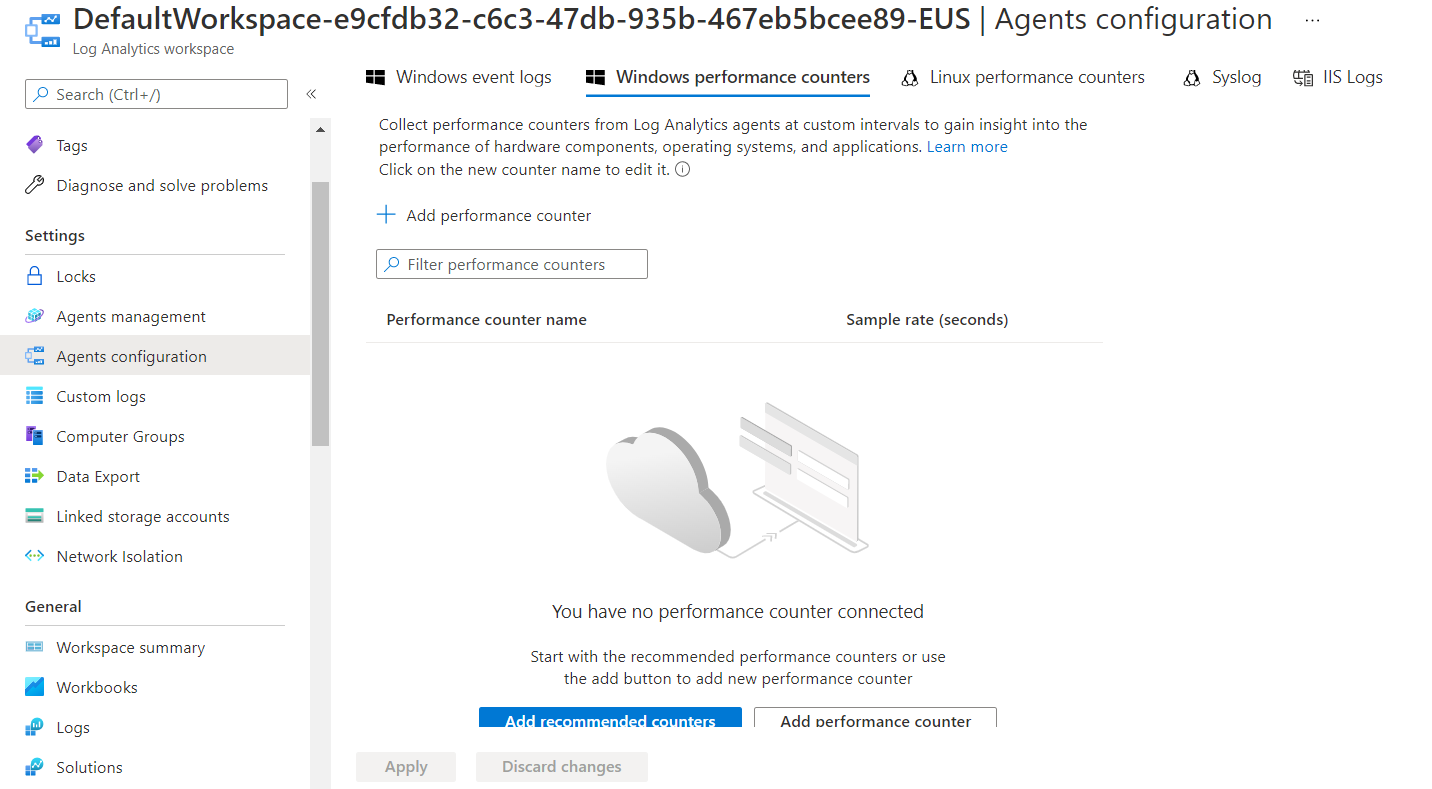 DefaultWorkspace-e9cfdb32-c6c3-47db-935b-467eb5bcee89-EUS | Agents configuration ...
Log Analytics workspace
Search (Ctrl+/)
«
Tags
Diagnose and solve problems
Settings
Locks
Agents management
Agents configuration
Custom logs
Computer Groups
Data Export
Linked storage accounts
Network Isolation
General
Workspace summary
Workbooks
Logs
Solutions
Windows event logs Windows performance counters Linux performance counters Syslog IIS Logs
Collect performance counters from Log Analytics agents at custom intervals to gain insight into the
performance of hardware components, operating systems, and applications. Learn more
Click on the new counter name to edit it.
Add performance counter
Filter performance counters
Performance counter name Sample rate (seconds)
You have no performance counter connected
Start with the recommended performance counters or use
the add button to add new performance counter
Add recommended counters Add performance counter
Apply Discard changes